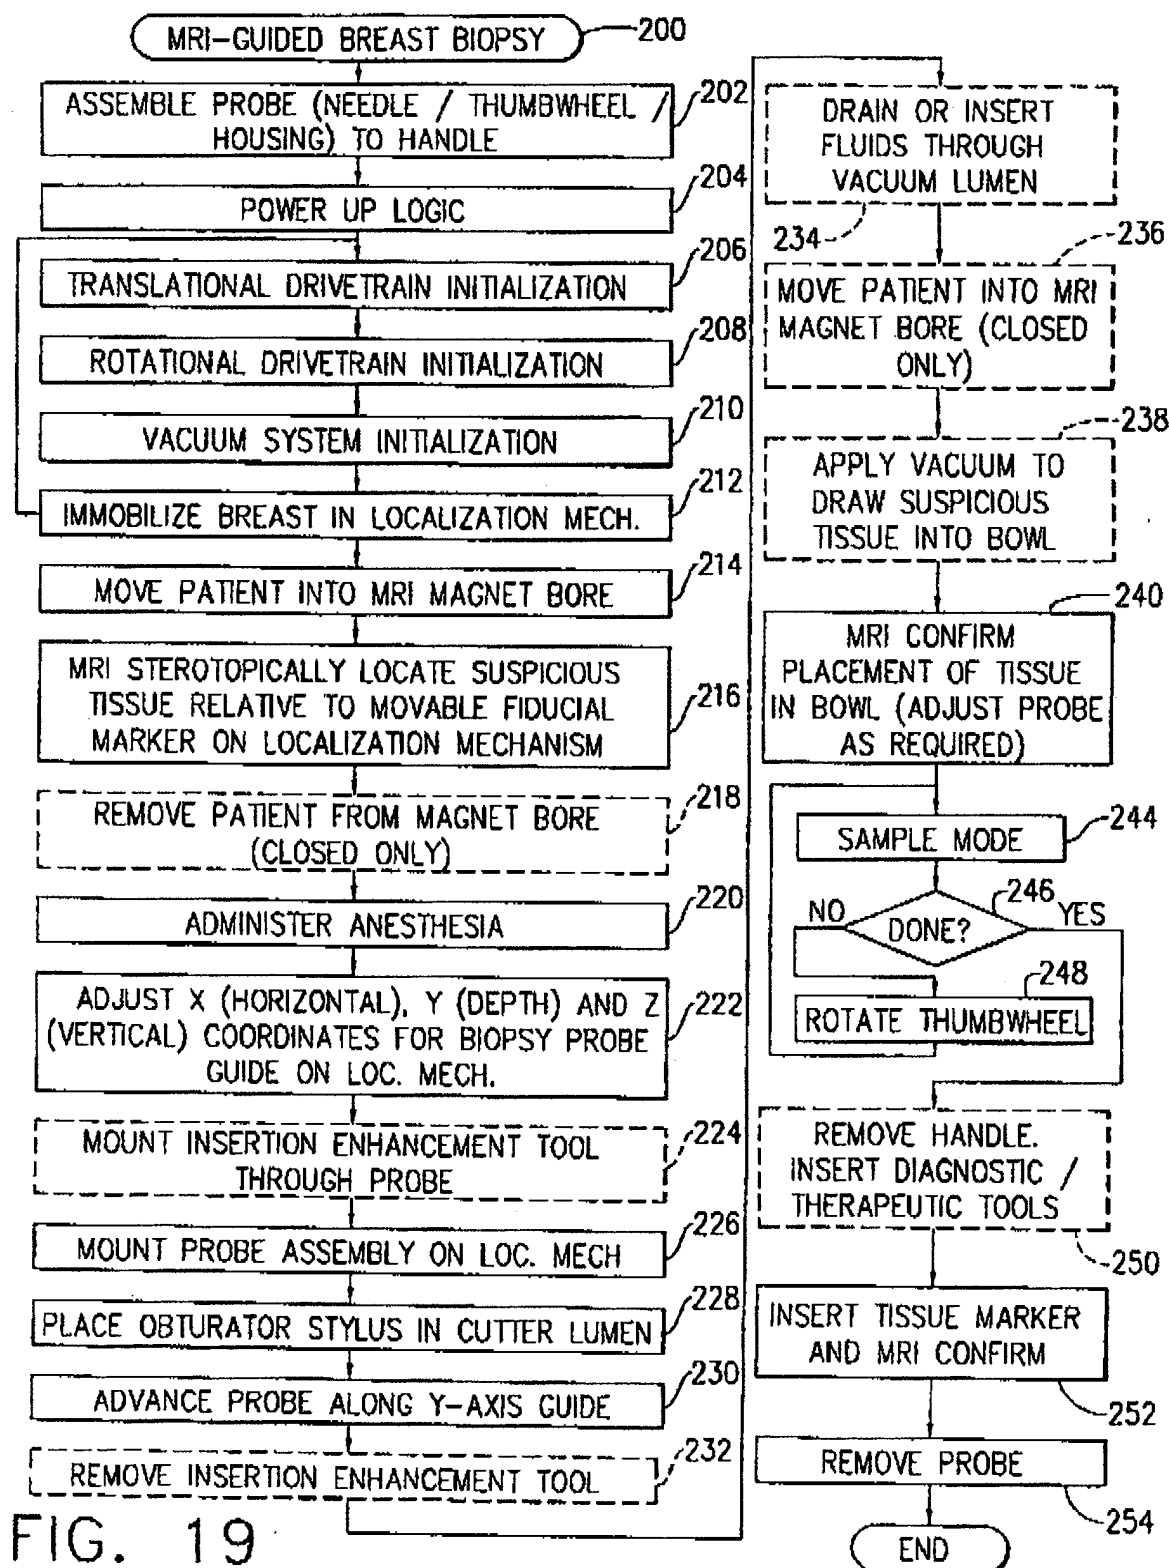 MRI-GUIDED BREAST BIOPSY
200
ASSEMBLE PROBE (NEEDLE / THUMBWHEEL /
HOUSING) TO HANDLE
202
POWER UP LOGIC
204
TRANSLATIONAL DRIVETRAIN INITIALIZATION
206
ROTATIONAL DRIVETRAIN INITIALIZATION
208
VACUUM SYSTEM INITIALIZATION
210
IMMOBILIZE BREAST IN LOCALIZATION MECH.
212
MOVE PATIENT INTO MRI MAGNET BORE
214
MRI STEROTOPICALLY LOCATE SUSPICIOUS
TISSUE RELATIVE TO MOVABLE FIDUCIAL
MARKER ON LOCALIZATION MECHANISM
216
REMOVE PATIENT FROM MAGNET BORE
(CLOSED ONLY)
218
ADMINISTER ANESTHESIA
220
ADJUST X (HORIZONTAL), Y (DEPTH) AND Z
(VERTICAL) COORDINATES FOR BIOPSY PROBE
GUIDE ON LOC. MECH.
222
MOUNT INSERTION ENHANCEMENT TOOL
THROUGH PROBE
224
MOUNT PROBE ASSEMBLY ON LOC. MECH
226
PLACE OBTURATOR STYLUS IN CUTTER LUMEN
228
ADVANCE PROBE ALONG Y-AXIS GUIDE
230
REMOVE INSERTION ENHANCEMENT TOOL
232
DRAIN OR INSERT
FLUIDS THROUGH
VACUUM LUMEN
234
236
MOVE PATIENT INTO MRI
MAGNET BORE (CLOSED
ONLY)
238
APPLY VACUUM TO
DRAW SUSPICIOUS
TISSUE INTO BOWL
240
MRI CONFIRM
PLACEMENT OF TISSUE
IN BOWL (ADJUST PROBE
AS REQUIRED)
SAMPLE MODE
244
246
NO
DONE?
YES
248
ROTATE THUMBWHEEL
REMOVE HANDLE.
INSERT DIAGNOSTIC /
THERAPEUTIC TOOLS
250
INSERT TISSUE MARKER
AND MRI CONFIRM
252
REMOVE PROBE
254
END
FIG. 19